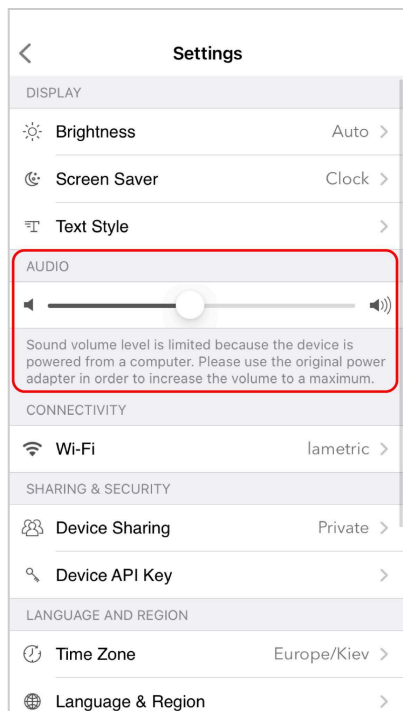 Settings
DISPLAY
Brightness Auto
Screen Saver Clock
Text Style
AUDIO
Sound volume level is limited because the device is
powered from a computer. Please use the original power
adapter in order to increase the volume to a maximum.
CONNECTIVITY
Wi-Fi lametric
SHARING & SECURITY
Device Sharing Private
Device API Key
LANGUAGE AND REGION
Time Zone Europe/Kiev
Language & Region